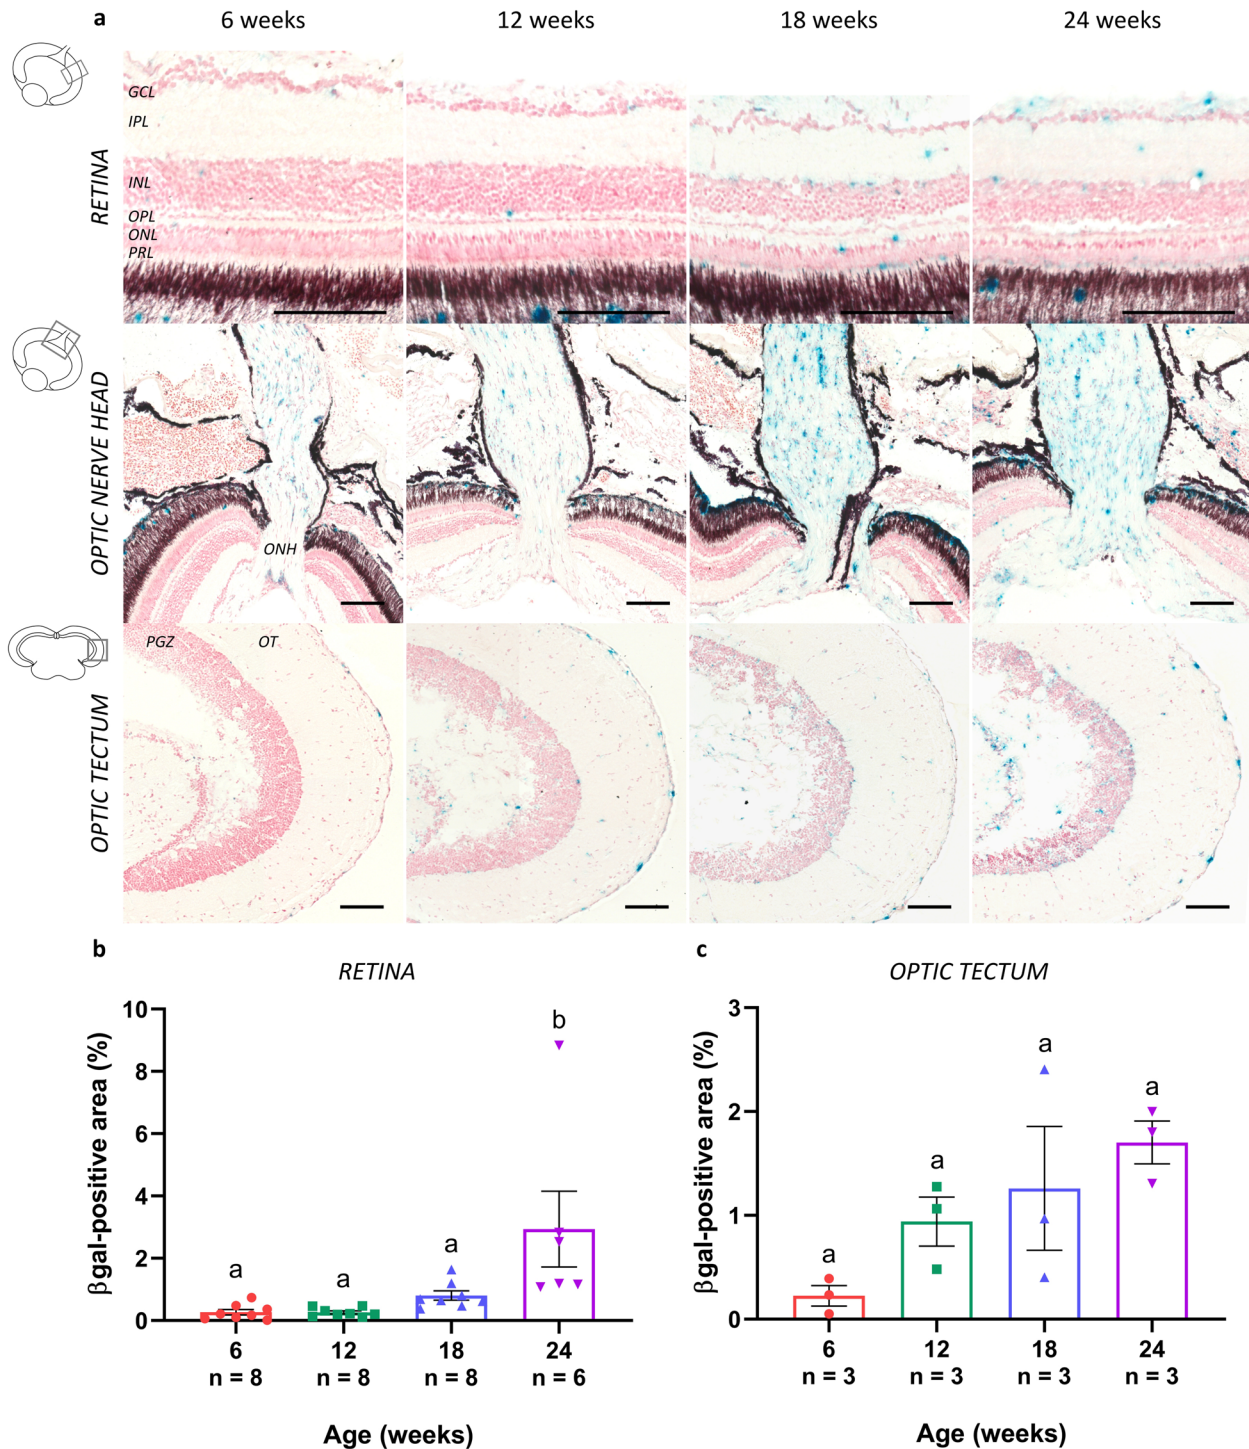 a
6 weeks
12 weeks
18 weeks
24 weeks
RETINA
GCL
IPL
INL
OPL
ONL
PRL
OPTIC NERVE HEAD
ONH
OPTIC TECTUM
PGZ
OT
b
RETINA
βgal-positive area (%)
10
8
6
4
2
0
a
a
a
b
6
12
18
24
n = 8
n = 8
n = 8
n = 6
Age (weeks)
c
OPTIC TECTUM
βgal-positive area (%)
3
2
1
0
a
a
a
a
6
12
18
24
n = 3
n = 3
n = 3
n = 3
Age (weeks)